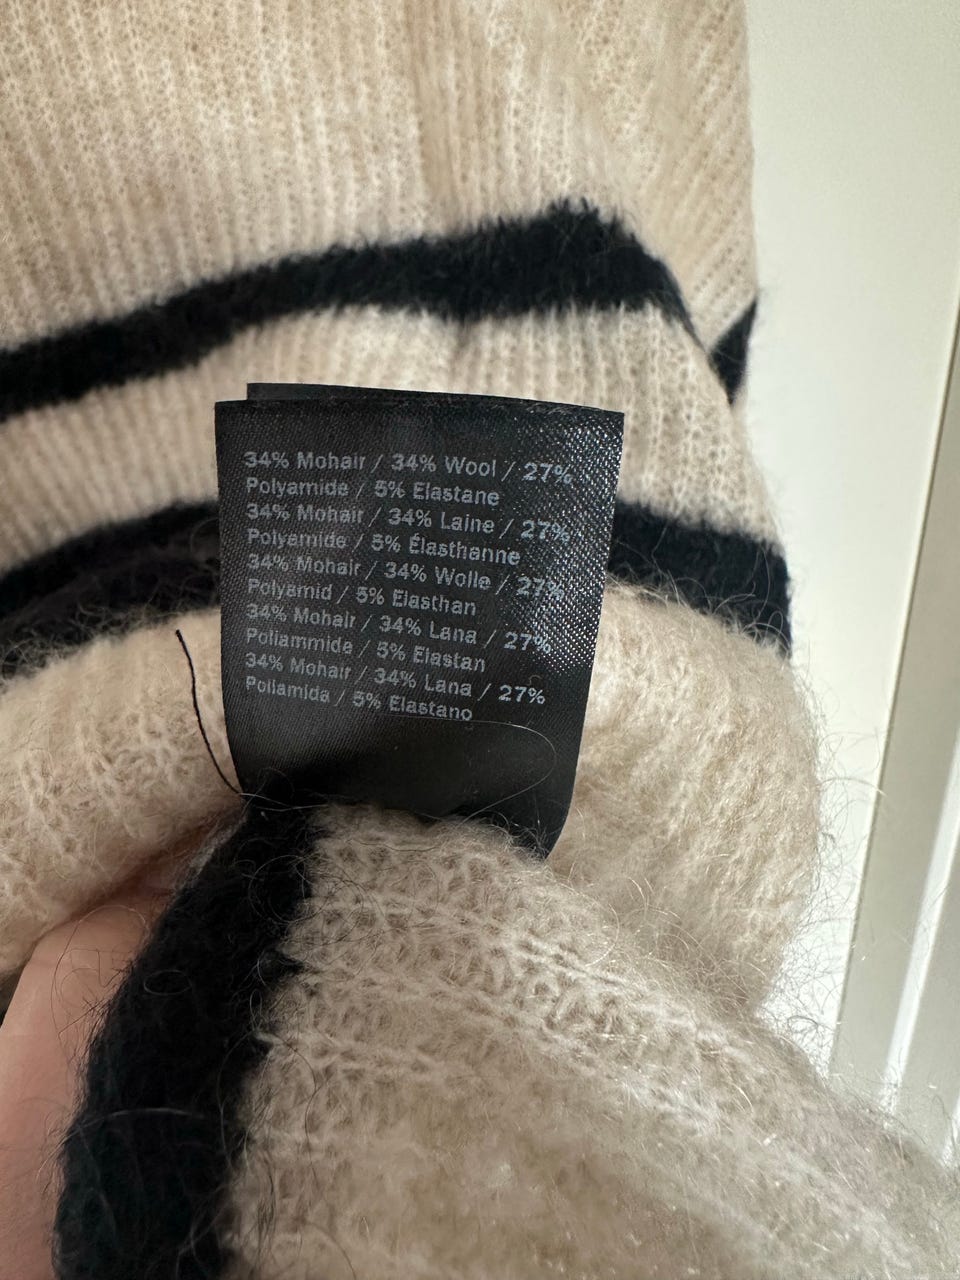 34% Mohair / 34% Wool / 27%
Polyamide / 5% Elastane
34% Mohair / 34% Laine / 27%
Polyamide / 5% Élasthanne
34% Mohair / 34% Wolle / 27%
Polyamid / 5% Elasthan
34% Mohair / 34% Lana / 27%
Poliammide / 5% Elastan
34% Mohair / 34% Lana / 27%
Poliamida / 5% Elastano